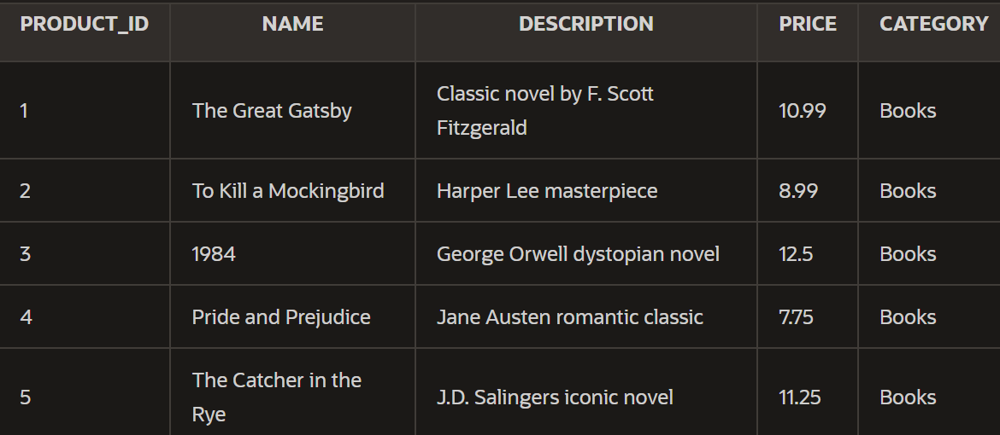 PRODUCT_ID NAME DESCRIPTION PRICE CATEGORY
1 The Great Gatsby Classic novel by F. Scott Fitzgerald 10.99 Books
2 To Kill a Mockingbird Harper Lee masterpiece 8.99 Books
3 1984 George Orwell dystopian novel 12.5 Books
4 Pride and Prejudice Jane Austen romantic classic 7.75 Books
5 The Catcher in the Rye J.D. Salingers iconic novel 11.25 Books